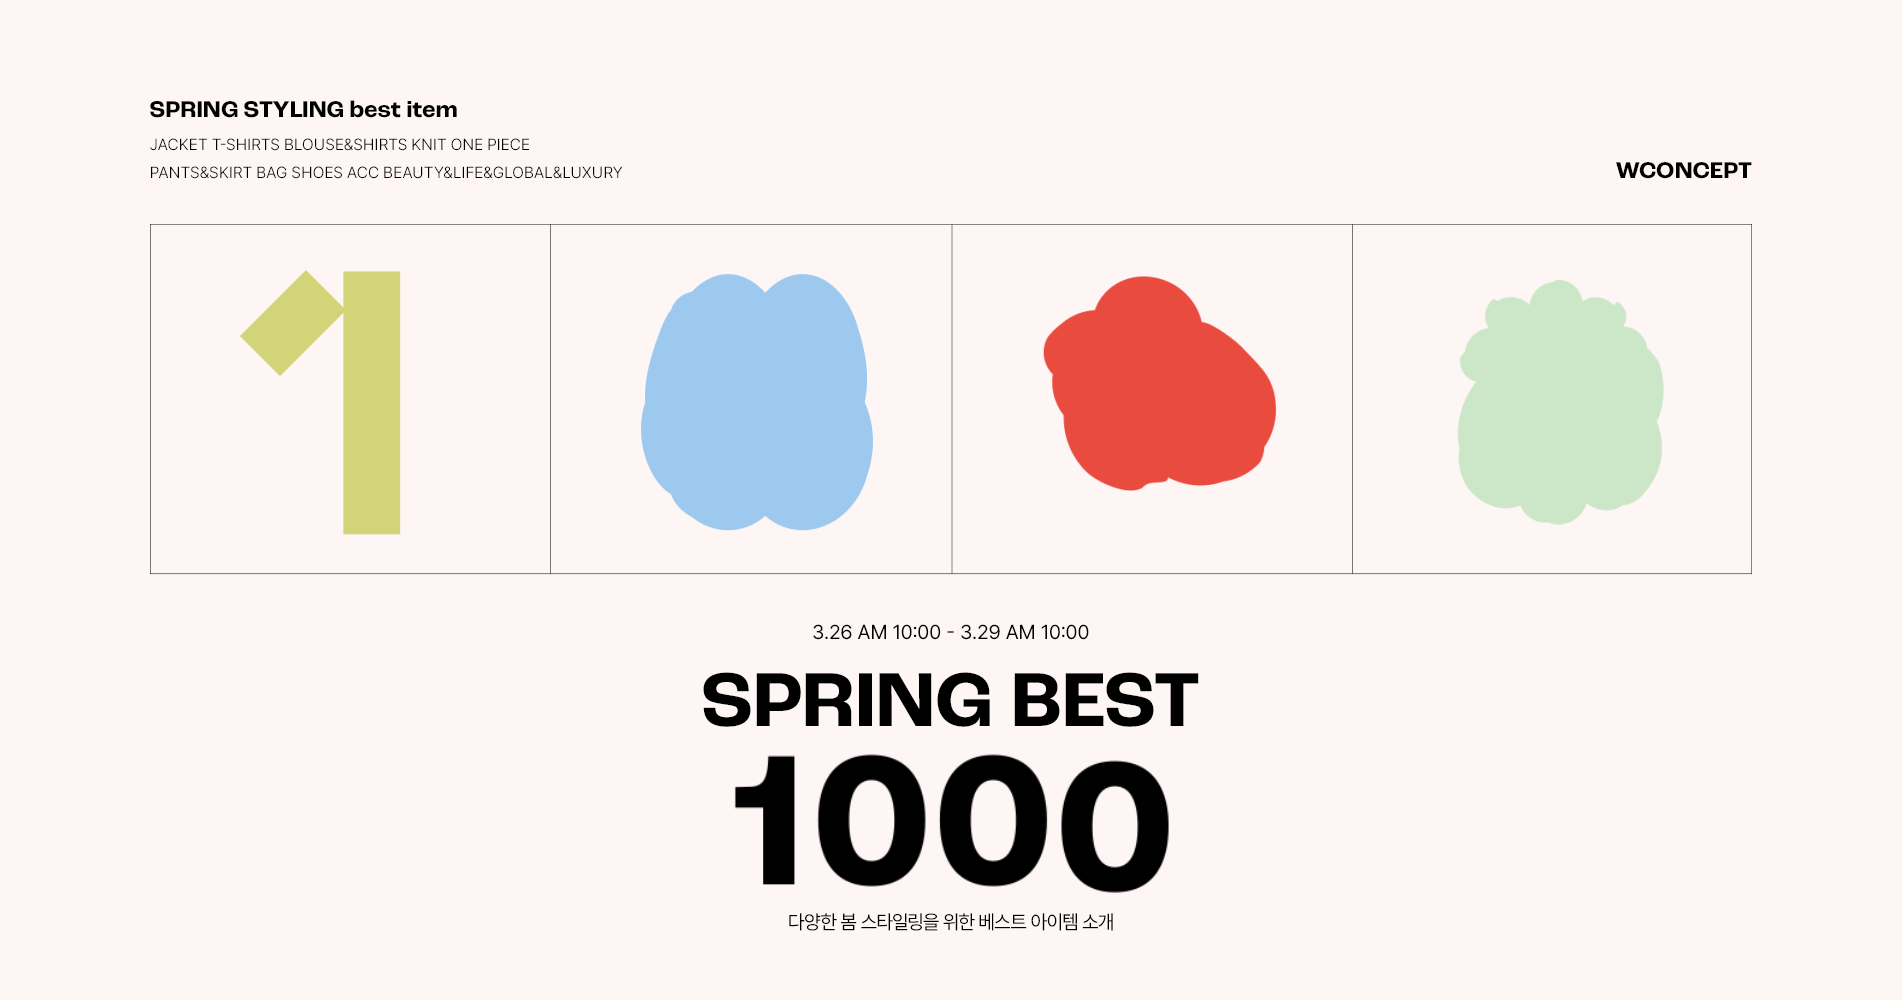 SPRING STYLING best item
JACKET T-SHIRTS BLOUSE&SHIRTS KNIT ONE PIECE
PANTS&SKIRT BAG SHOES ACC BEAUTY&LIFE&GLOBAL&LUXURY
WCONCEPT
1
3.26 AM 10:00 - 3.29 AM 10:00
SPRING BEST
1000
다양한 봄 스타일링을 위한 베스트 아이템 소개